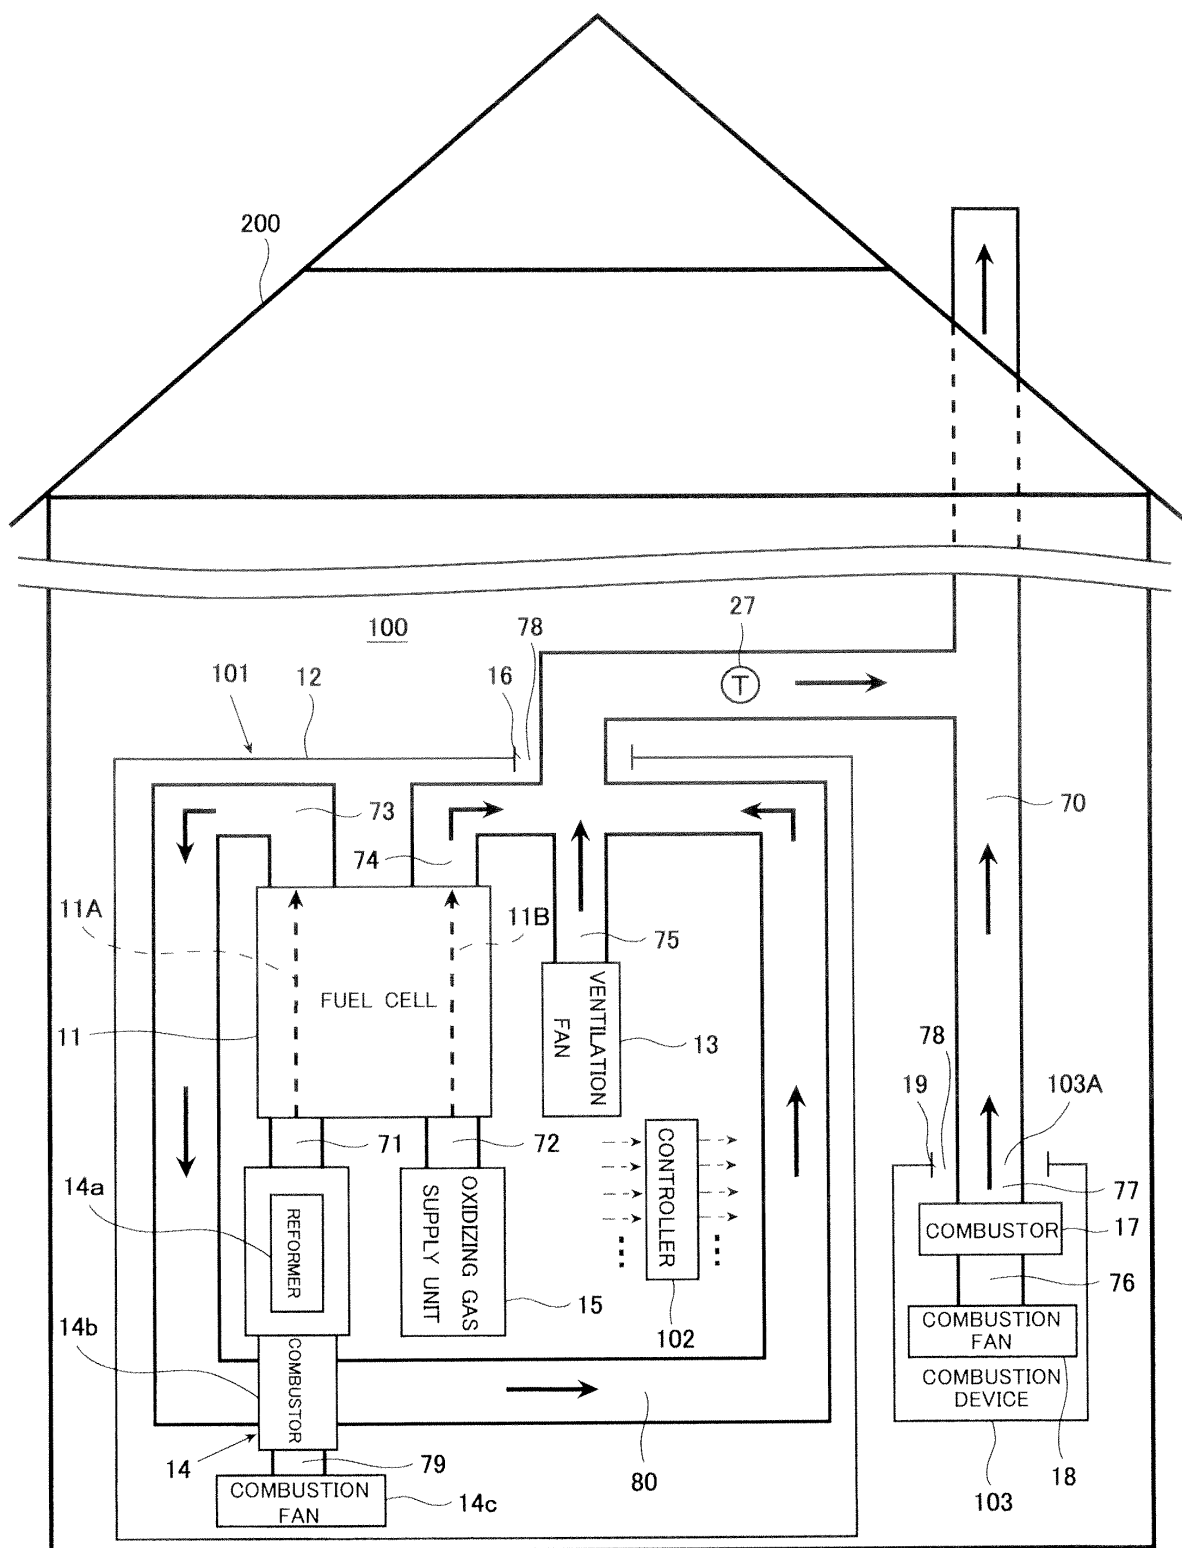 200
100
27
78
16
101
12
T
73
70
74
11A
11B
75
FUEL CELL
VENTILATION
FAN
11
13
78
19
103A
71
72
77
14a
REFORMER
OXIDIZING GAS
SUPPLY UNIT
CONTROLLER
COMBUSTOR
17
76
15
COMBUSTION
FAN
14b
COMBUSTOR
102
COMBUSTION
DEVICE
14
79
80
18
COMBUSTION
FAN
14c
103